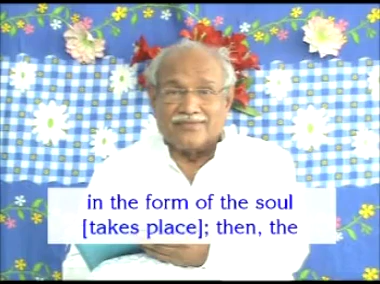 in the form of the soul
[takes place]; then, the